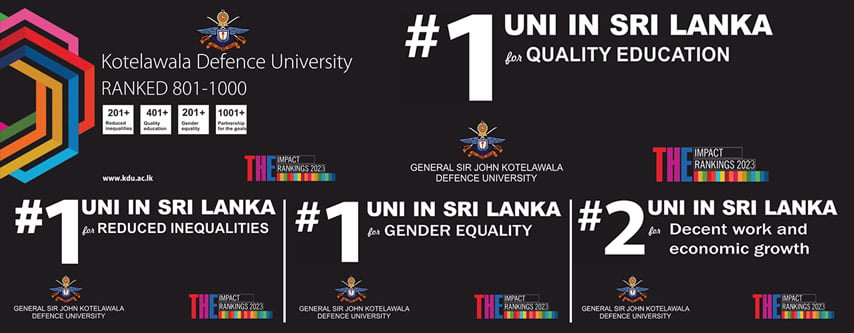 Kotelawala Defence University
RANKED 801-1000
201+
Reduced
inequalities
401+
Quality
education
201+
Gender
equality
1001+
Partnership
for the goals
www.kdu.ac.lk
THE IMPACT
RANKINGS 2023
#1 UNI IN SRI LANKA
for QUALITY EDUCATION
GENERAL SIR JOHN KOTELAWALA
DEFENCE UNIVERSITY
THE IMPACT
RANKINGS 2023
#1 UNI IN SRI LANKA
for REDUCED INEQUALITIES
GENERAL SIR JOHN KOTELAWALA
DEFENCE UNIVERSITY
THE IMPACT
RANKINGS 2023
#1 UNI IN SRI LANKA
for GENDER EQUALITY
GENERAL SIR JOHN KOTELAWALA
DEFENCE UNIVERSITY
THE IMPACT
RANKINGS 2023
#2 UNI IN SRI LANKA
for Decent work and
economic growth
GENERAL SIR JOHN KOTELAWALA
DEFENCE UNIVERSITY
THE IMPACT
RANKINGS 2023